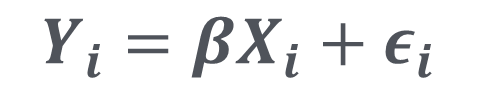 Yᵢ = βXᵢ + ϵᵢ